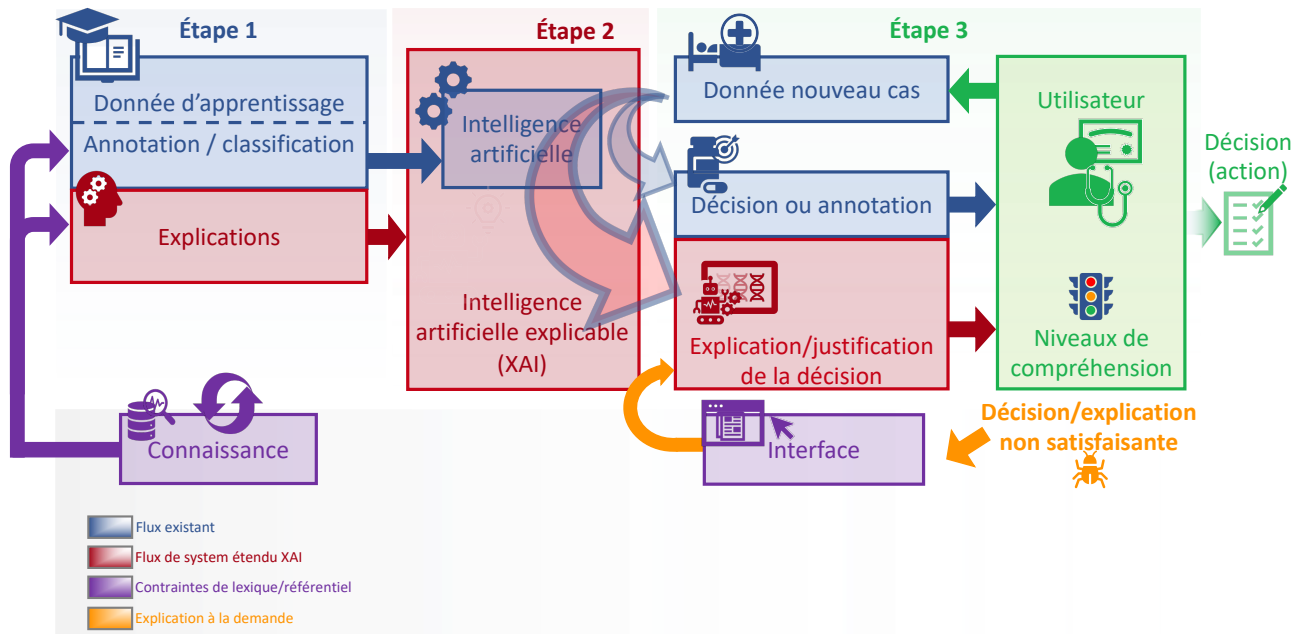 Étape 1
Étape 2
Étape 3
Donnée d'apprentissage
Annotation / classification
Explications
Intelligence
artificielle
Intelligence
artificielle explicable
(XAI)
Donnée nouveau cas
Décision ou annotation
Explication/justification
de la décision
Utilisateur
Niveaux de
compréhension
Décision
(action)
Connaissance
Interface
Décision/explication
non satisfaisante
Flux existant
Flux de system étendu XAI
Contraintes de lexique/référentiel
Explication à la demande